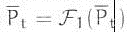 P̅ₜ = ℱ₁(P̅ₜ)